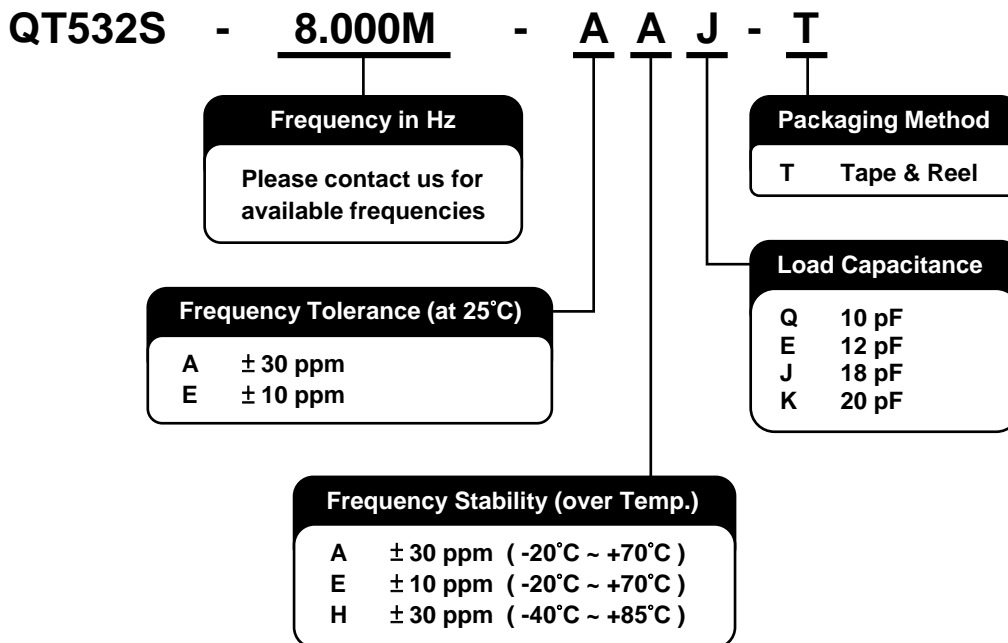 QT532S - 8.000M - A A J - T
Frequency in Hz
Please contact us for
available frequencies
Packaging Method
T Tape & Reel
Load Capacitance
Q 10 pF
E 12 pF
J 18 pF
K 20 pF
Frequency Tolerance (at 25°C)
A ± 30 ppm
E ± 10 ppm
Frequency Stability (over Temp.)
A ± 30 ppm ( -20°C ~ +70°C )
E ± 10 ppm ( -20°C ~ +70°C )
H ± 30 ppm ( -40°C ~ +85°C )